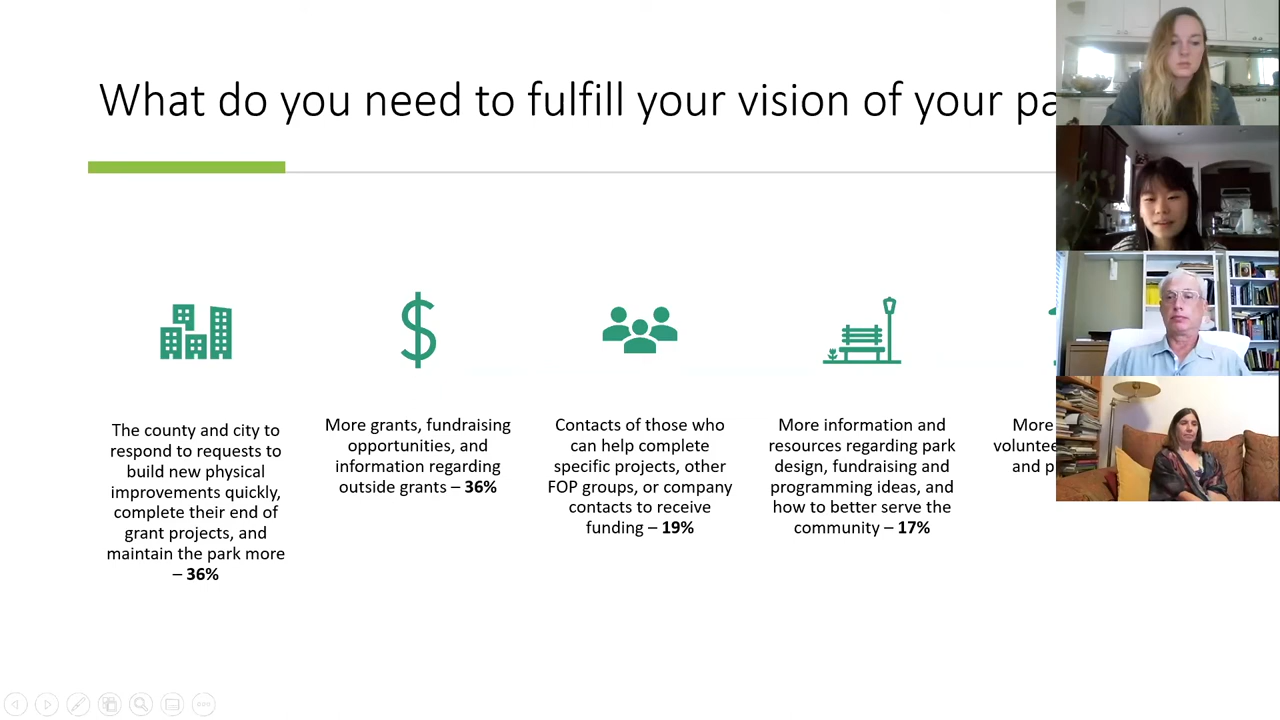 What do you need to fulfill your vision of your
The county and city to
respond to requests to
build new physical
improvements quickly,
complete their end of
grant projects, and
maintain the park more
– 36%
More grants, fundraising
opportunities, and
information regarding
outside grants – 36%
Contacts of those who
can help complete
specific projects, other
FOP groups, or company
contacts to receive
funding – 19%
More information and
resources regarding park
design, fundraising and
programming ideas, and
how to better serve the
community – 17%
More
and